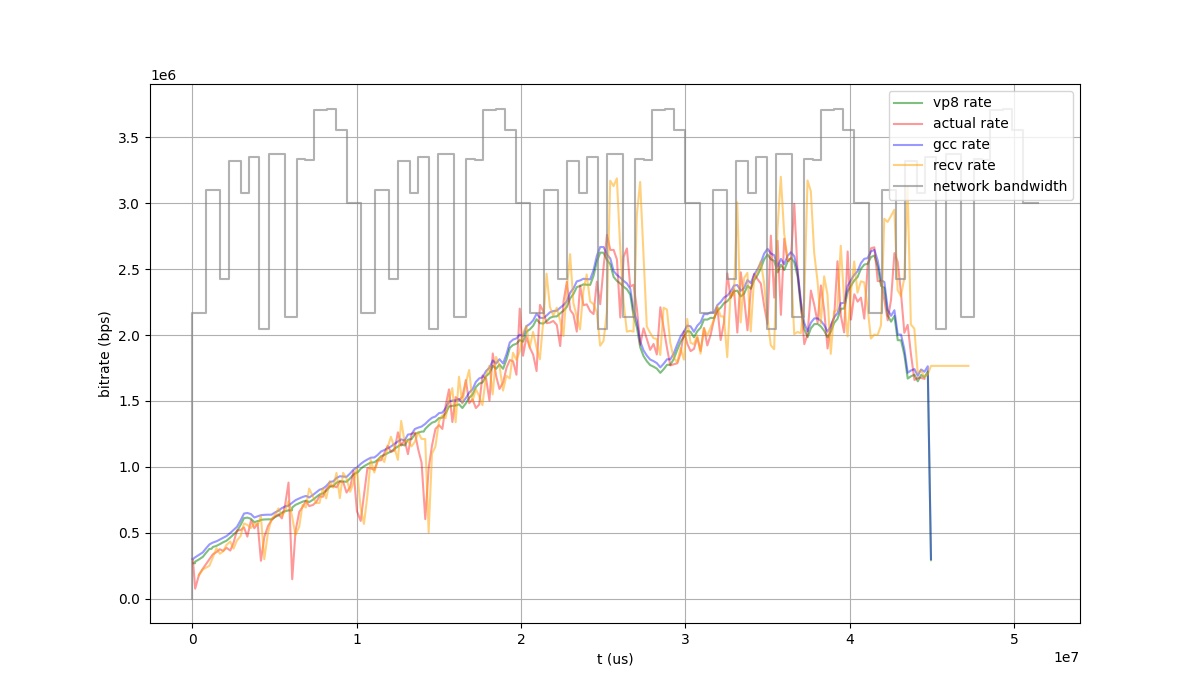 1e6
vp8 rate
actual rate
gcc rate
recv rate
network bandwidth
3.5
3.0
2.5
2.0
1.5
1.0
0.5
0.0
bitrate (bps)
0 1 2 3 4 5
t (us)
1e7